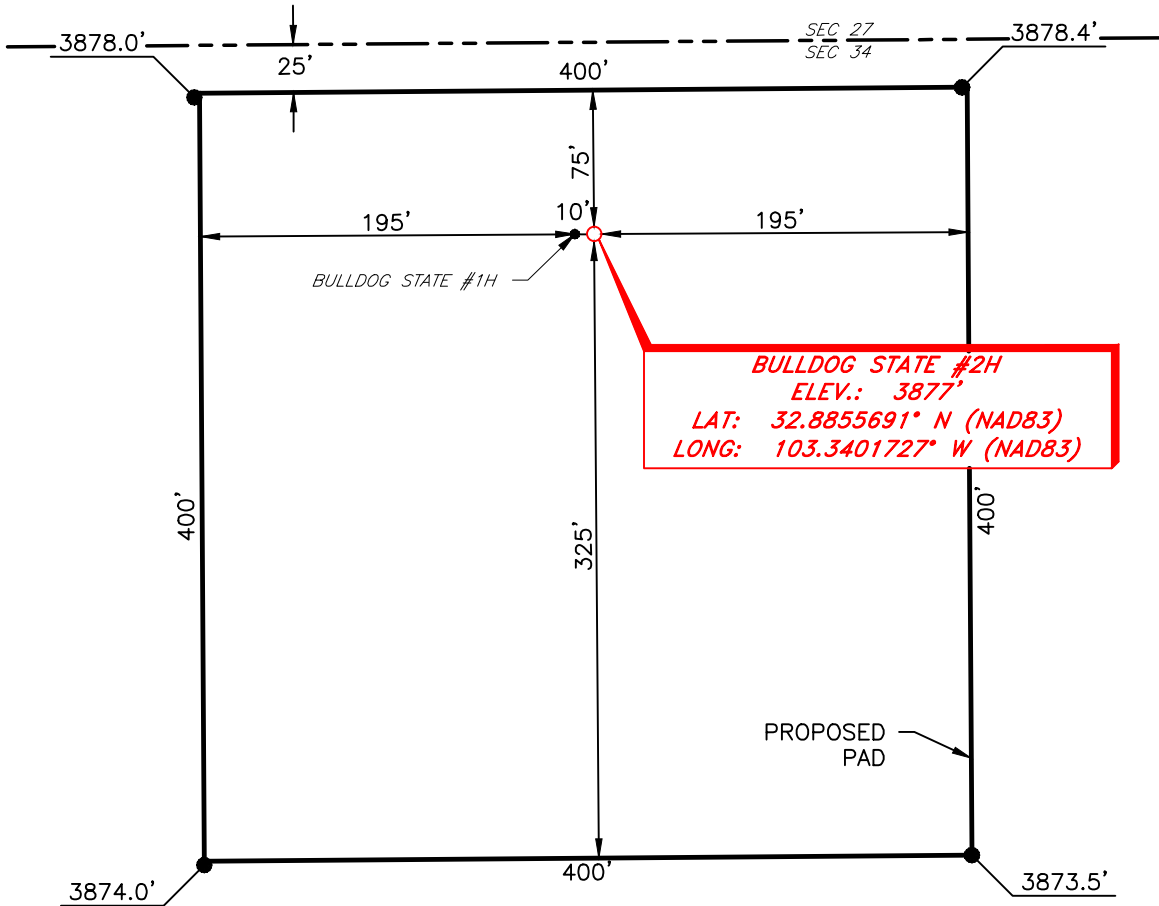 SEC 27
3878.0'
3878.4'
SEC 34
25'
400'
75'
195'
10'
195'
BULLDOG STATE #1H
BULLDOG STATE #2H
ELEV.: 3877'
LAT: 32.8855691° N (NAD83)
LONG: 103.3401727° W (NAD83)
400'
400'
325'
PROPOSED
PAD
400'
3874.0'
3873.5'